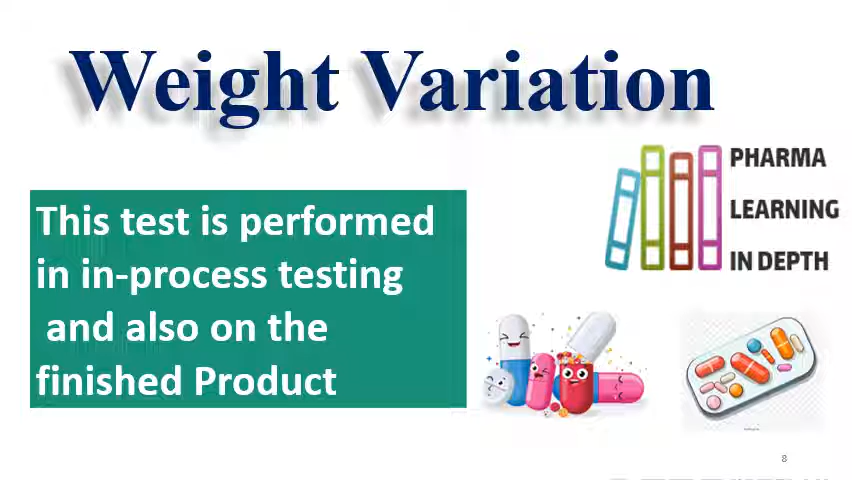 Weight Variation
PHARMA
LEARNING
IN DEPTH
This test is performed
in in-process testing
and also on the
finished Product
8